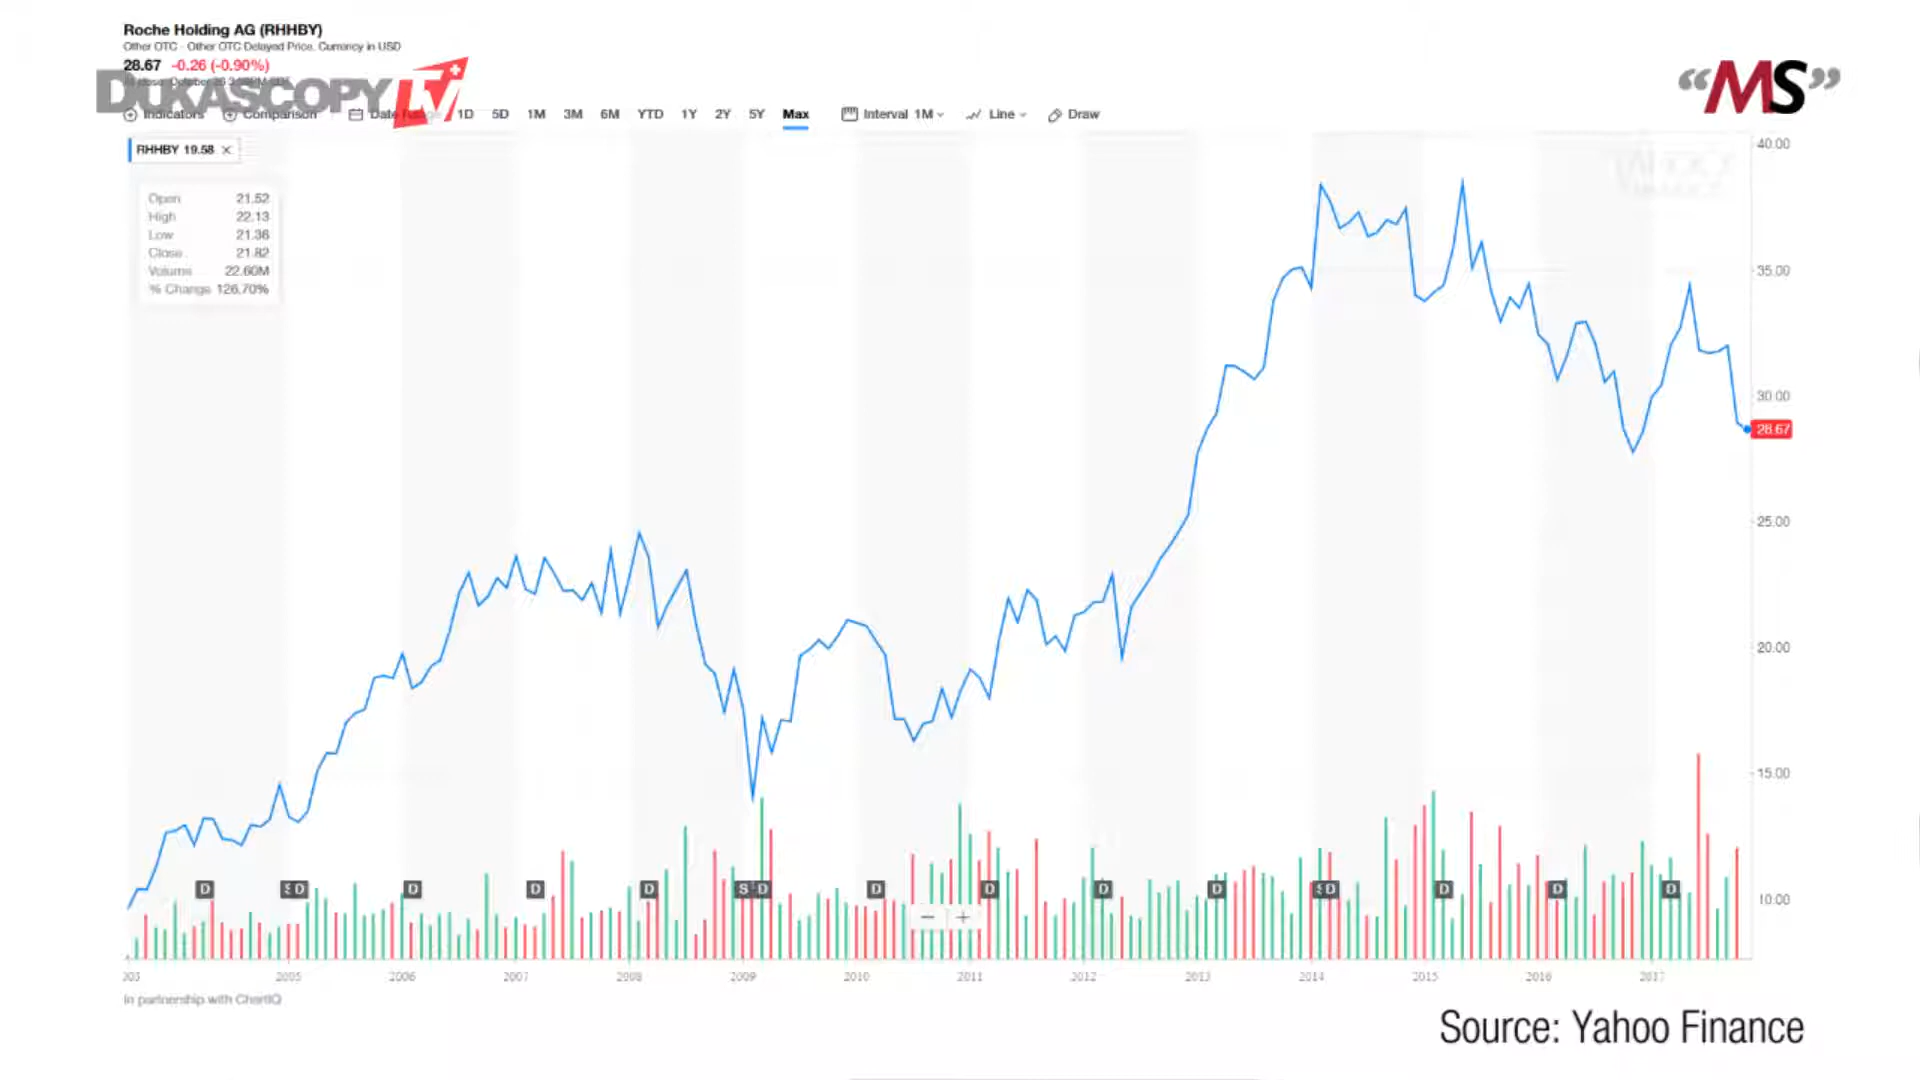 Roche Holding AG (RHHBY)
Other OTC - Other OTC Delayed Price. Currency in USD
28.67 -0.26 (-0.90%)
DUKASCOPY TV
"MS"
Indicators Comparison Date 1D 5D 1M 3M 6M YTD 1Y 2Y 5Y Max Interval 1M Line Draw
RHHBY 19.58 ×
Open 21.52
High 22.13
Low 21.36
Close 21.82
Volume 22.60M
% Change 126.70%
40.00
35.00
30.00
28.67
25.00
20.00
15.00
10.00
D S D D D D S D D D D D S D D D D
− +
2005 2006 2007 2008 2009 2010 2011 2012 2013 2014 2015 2016 2017
In partnership with ChartIQ
Source: Yahoo Finance